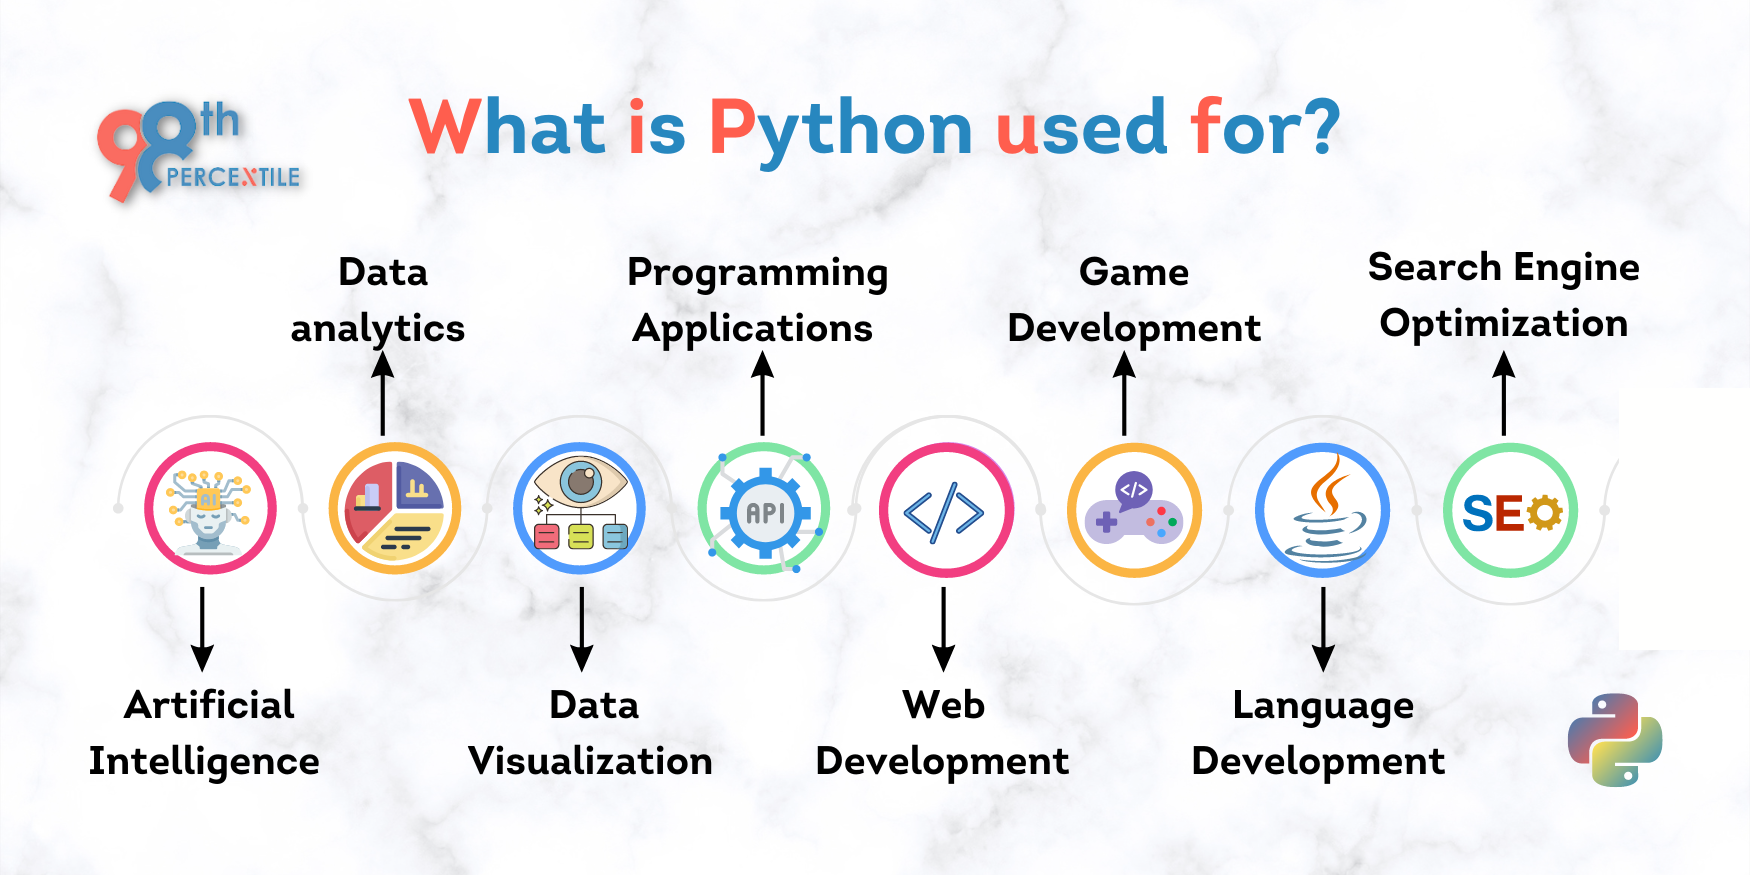 98th
PERCEXTILE
What is Python used for?
Data
analytics
Programming
Applications
Game
Development
Search Engine
Optimization
AI
API
</>
</>
SEO
Artificial
Intelligence
Data
Visualization
Web
Development
Language
Development